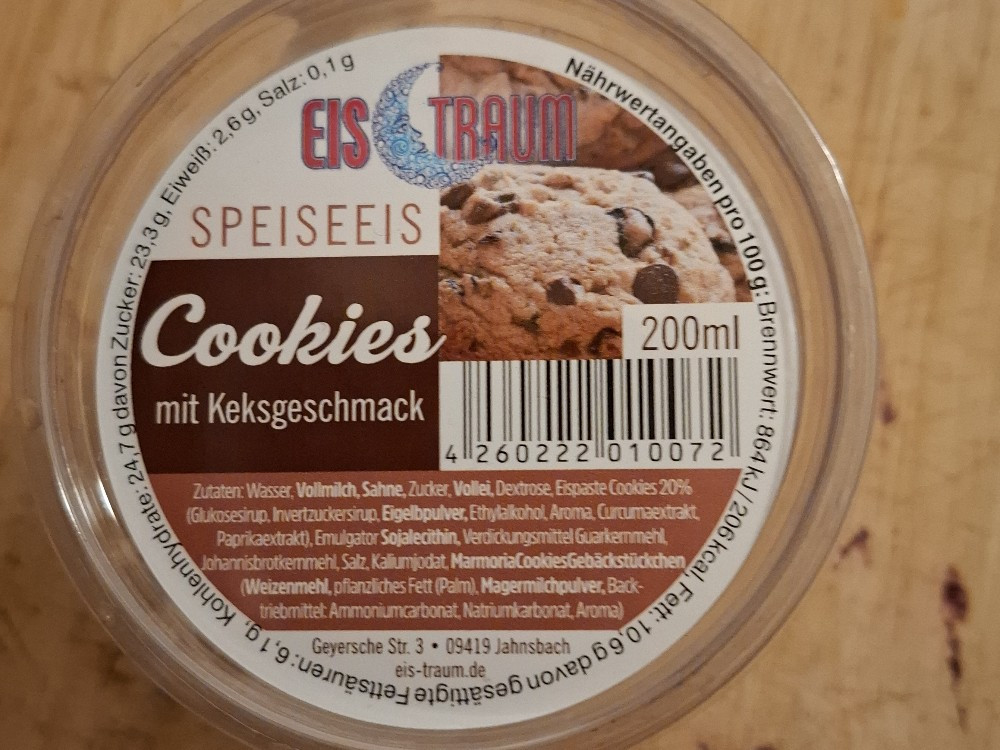 EIS TRAUM
SPEISEEIS
Cookies
mit Keksgeschmack
200ml
4 260222 010072
Zutaten: Wasser, Vollmilch, Sahne, Zucker, Vollei, Dextrose, Eispaste Cookies 20%
(Glukosesirup, Invertzuckersirup, Eigelbpulver, Ethylalkohol, Aroma, Curcumaextrakt,
Paprikaextrakt), Emulgator Sojalecithin, Verdickungsmittel Guarkernmehl,
Johannisbrotkernmehl, Salz, Kaliumjodat, MarmoriaCookiesGebäckstückchen
(Weizenmehl, pflanzliches Fett (Palm), Magermilchpulver, Back-
triebmittel: Ammoniumcarbonat, Natriumkarbonat, Aroma)
Geyersche Str. 3 • 09419 Jahnsbach
eis-traum.de
Nährwertangaben pro 100 g: Brennwert: 864 kJ / 206 kcal, Fett: 10,6 g davon gesättigte Fettsäuren: 6,1 g, Kohlenhydrate: 24,7 g davon Zucker: 23,3 g, Eiweiß: 2,6 g, Salz: 0,1 g